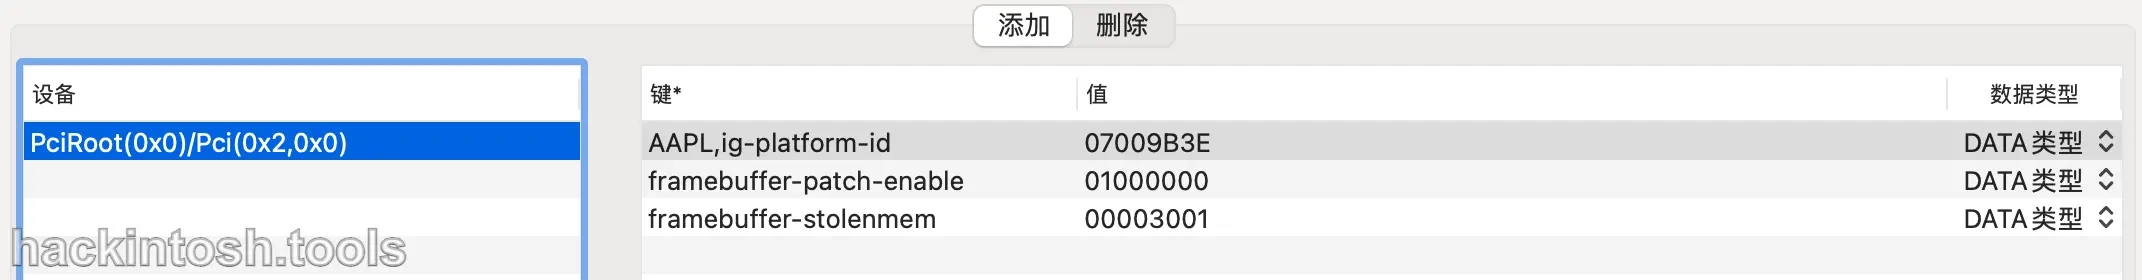 添加 删除
设备
键* 值 数据类型
PciRoot(0x0)/Pci(0x2,0x0)
AAPL,ig-platform-id 07009B3E DATA 类型
framebuffer-patch-enable 01000000 DATA 类型
framebuffer-stolenmem 00003001 DATA 类型
hackintosh.tools